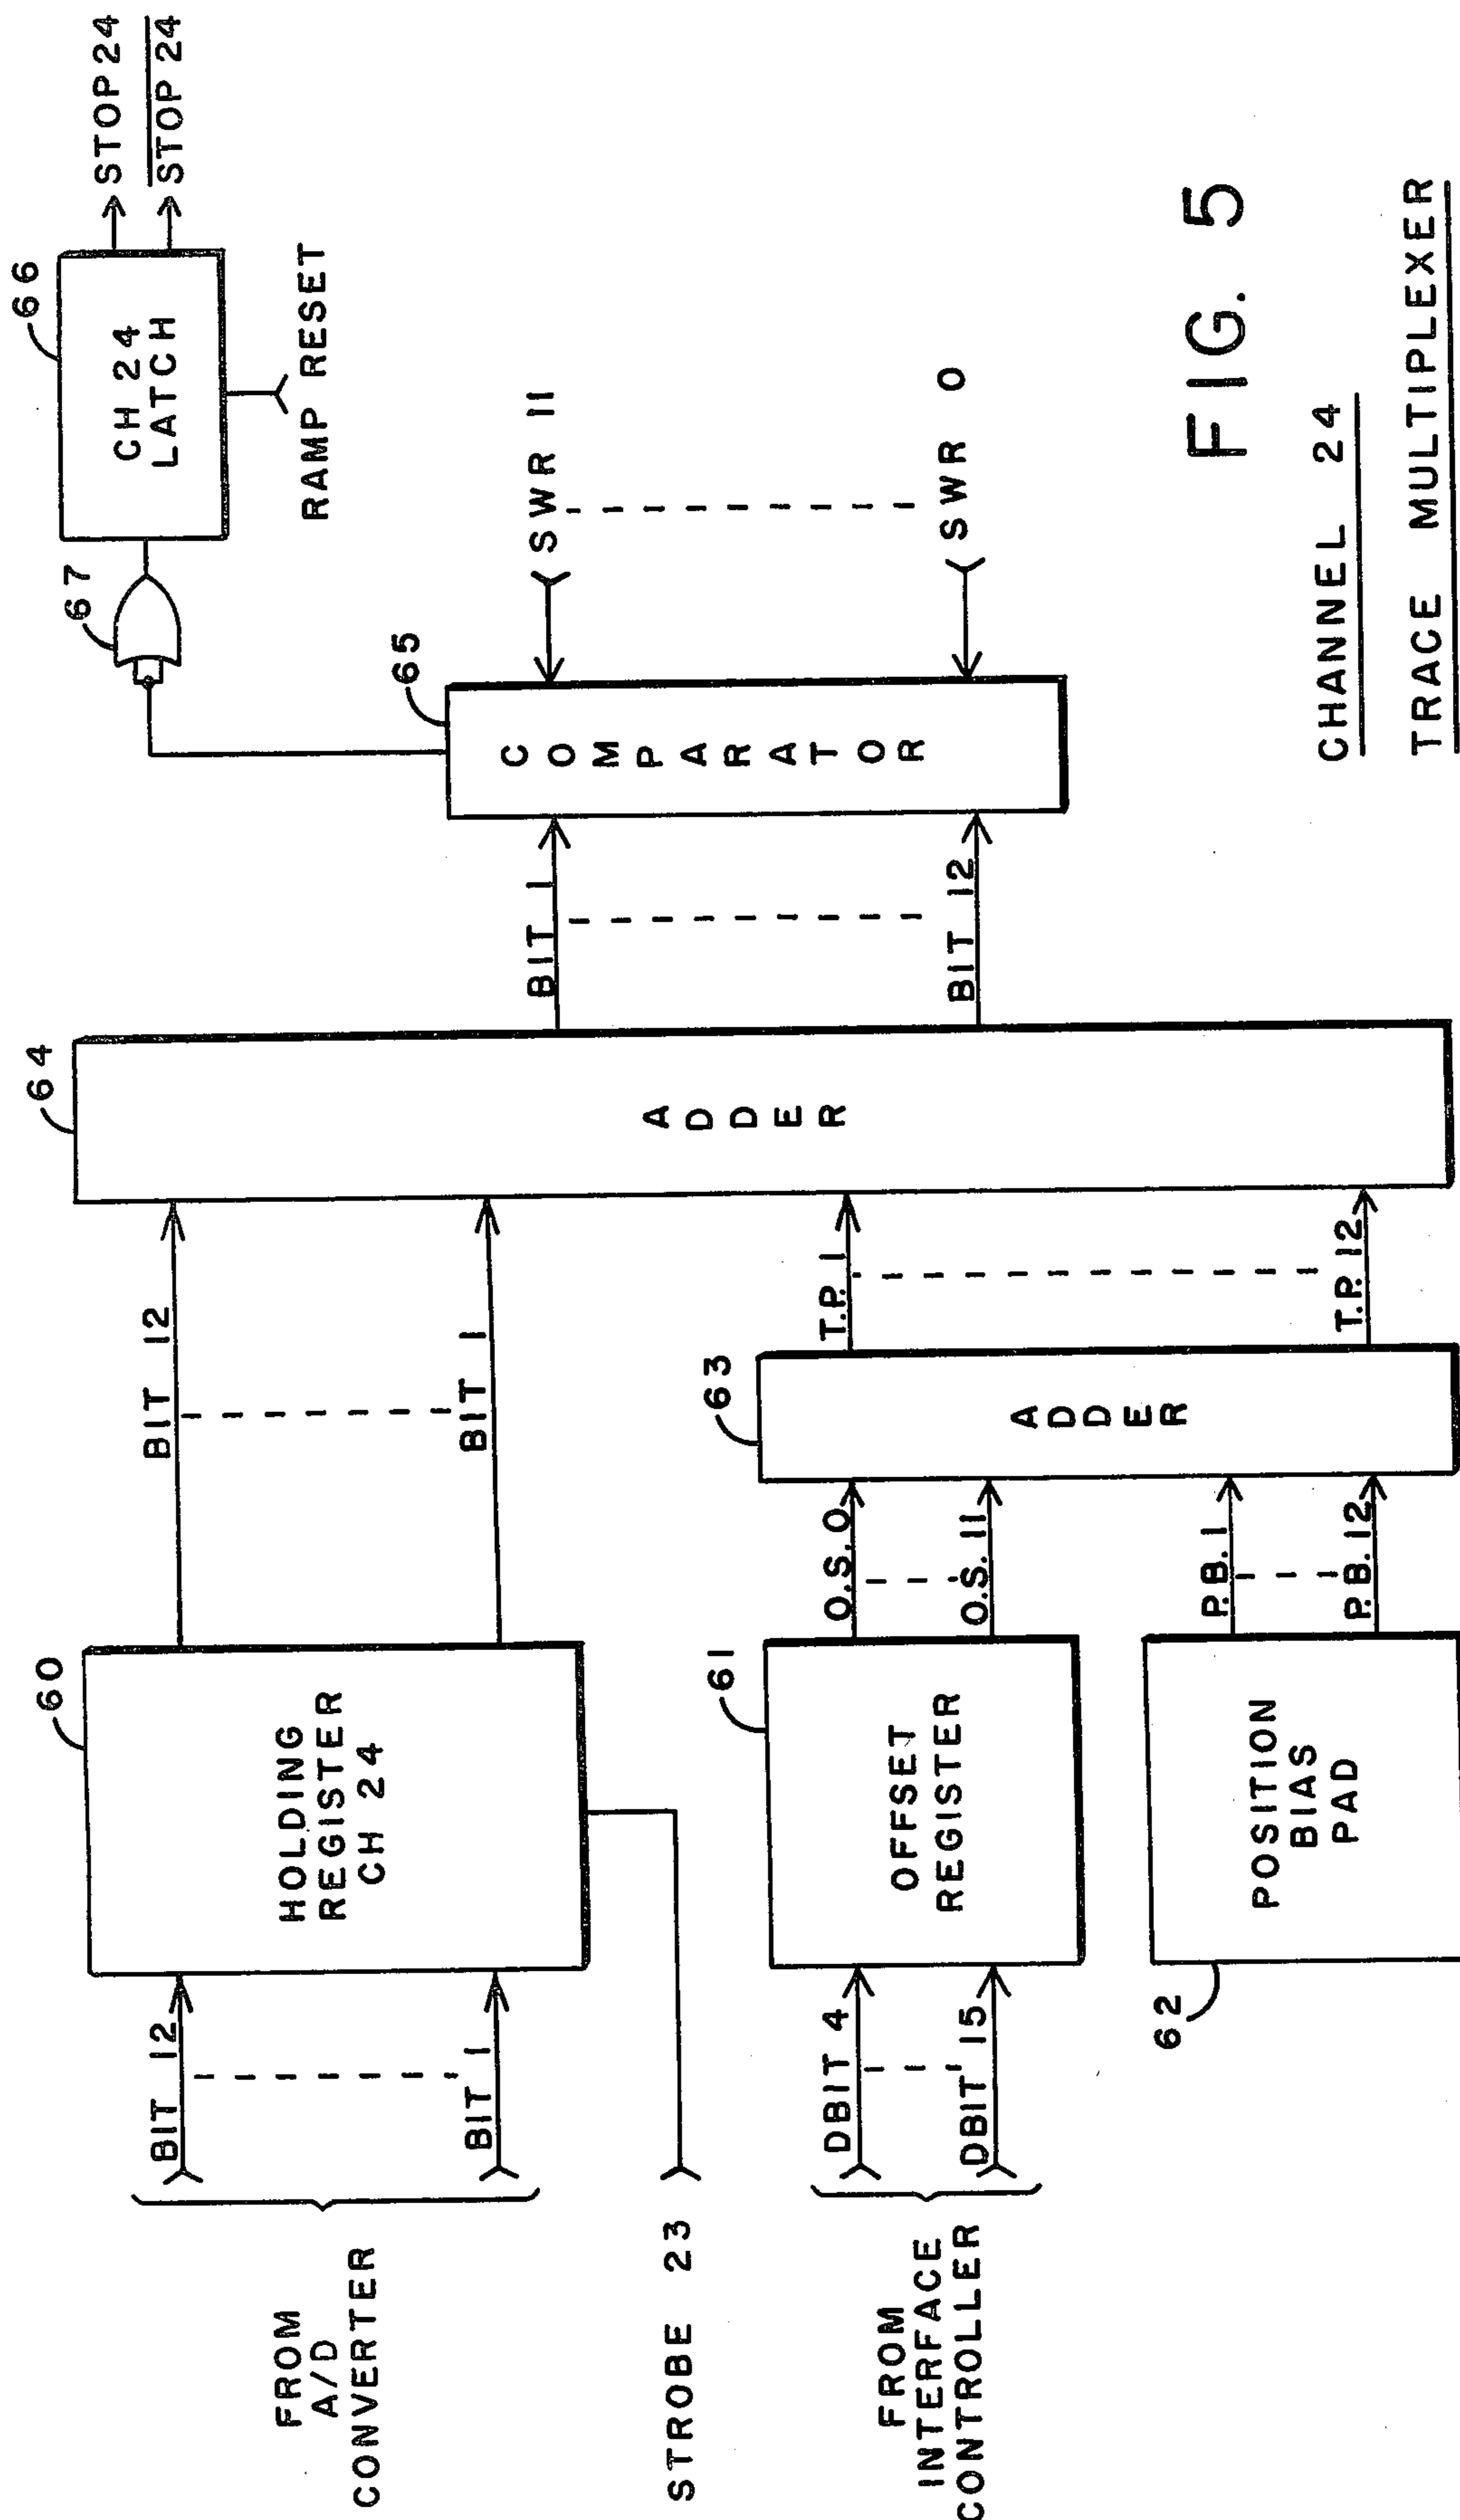 FROM
A/D
CONVERTER
BIT 12
BIT 1
STROBE 23
FROM
INTERFACE
CONTROLLER
DBIT 4
DBIT 15
60
HOLDING
REGISTER
CH 24
61
OFFSET
REGISTER
62
POSITION
BIAS
PAD
BIT 12
BIT 1
O.S. 0
O.S. 11
P.B. 1
P.B. 12
63
ADDER
T.P. 1
T.P. 12
64
ADDER
BIT 1
BIT 12
65
COMPARATOR
SWR 11
SWR 0
67
66
CH 24
LATCH
RAMP RESET
STOP 24
STOP 24
FIG. 5
CHANNEL 24
TRACE MULTIPLEXER